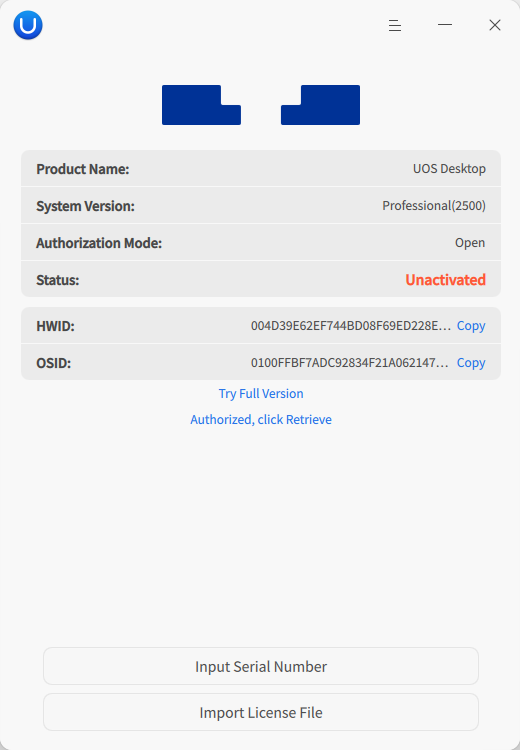 Product Name: UOS Desktop
System Version: Professional(2500)
Authorization Mode: Open
Status: Unactivated
HWID: 004D39E62EF744BD08F69ED228E... Copy
OSID: 0100FFBF7ADC92834F21A062147... Copy
Try Full Version
Authorized, click Retrieve
Input Serial Number
Import License File